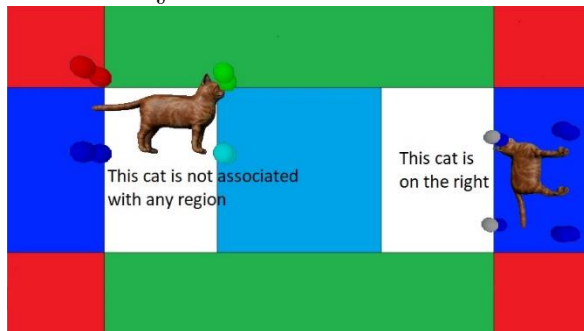 This cat is not associated
with any region
This cat is
on the right